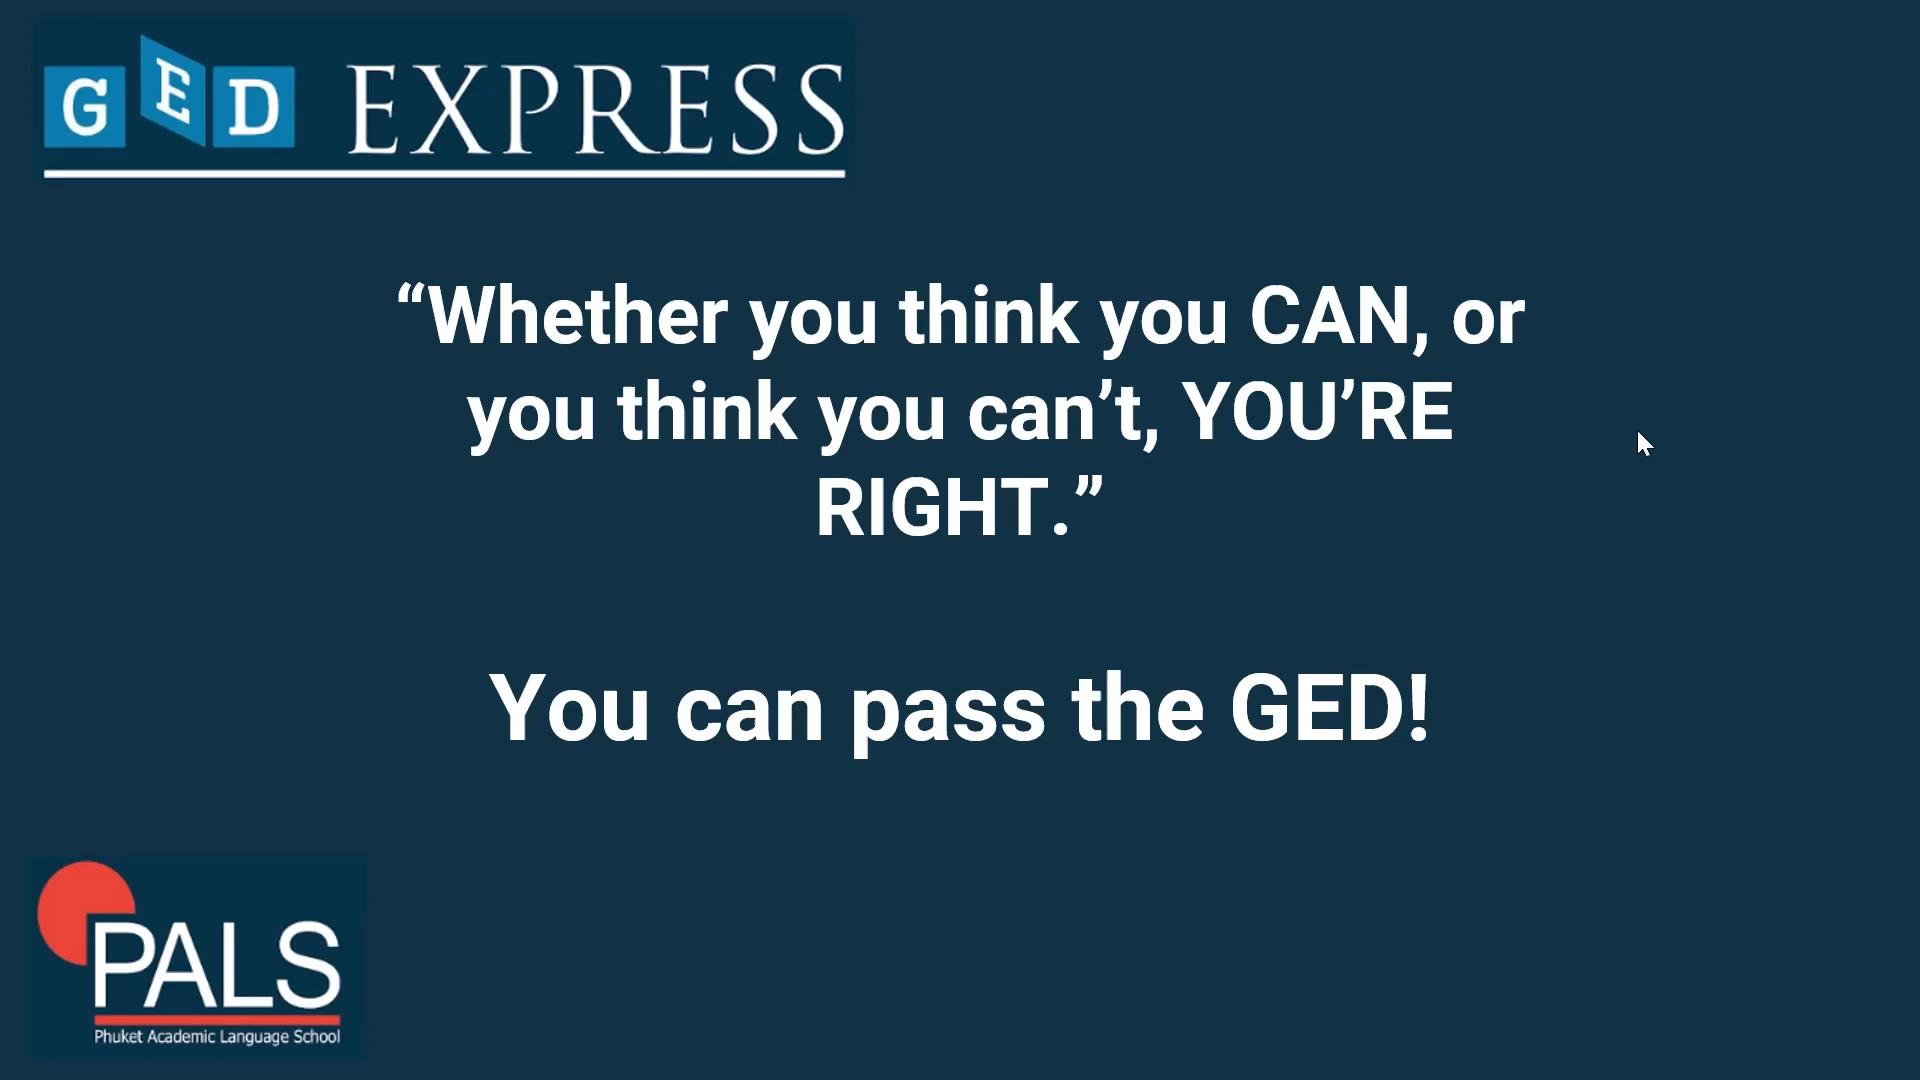 GED EXPRESS
“Whether you think you CAN, or
you think you can’t, YOU’RE
RIGHT.”
You can pass the GED!
PALS
Phuket Academic Language School